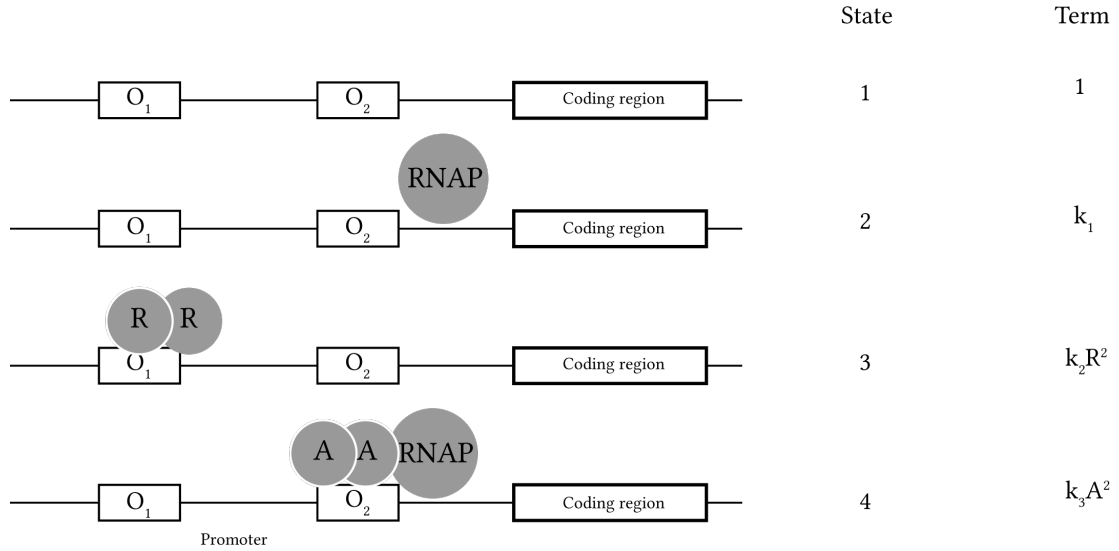 State Term
O₁ O₂ Coding region 1 1
RNAP
O₁ O₂ Coding region 2 k₁
R R
O₁ O₂ Coding region 3 k₂R²
A A RNAP
O₁ O₂ Coding region 4 k₃A²
Promoter